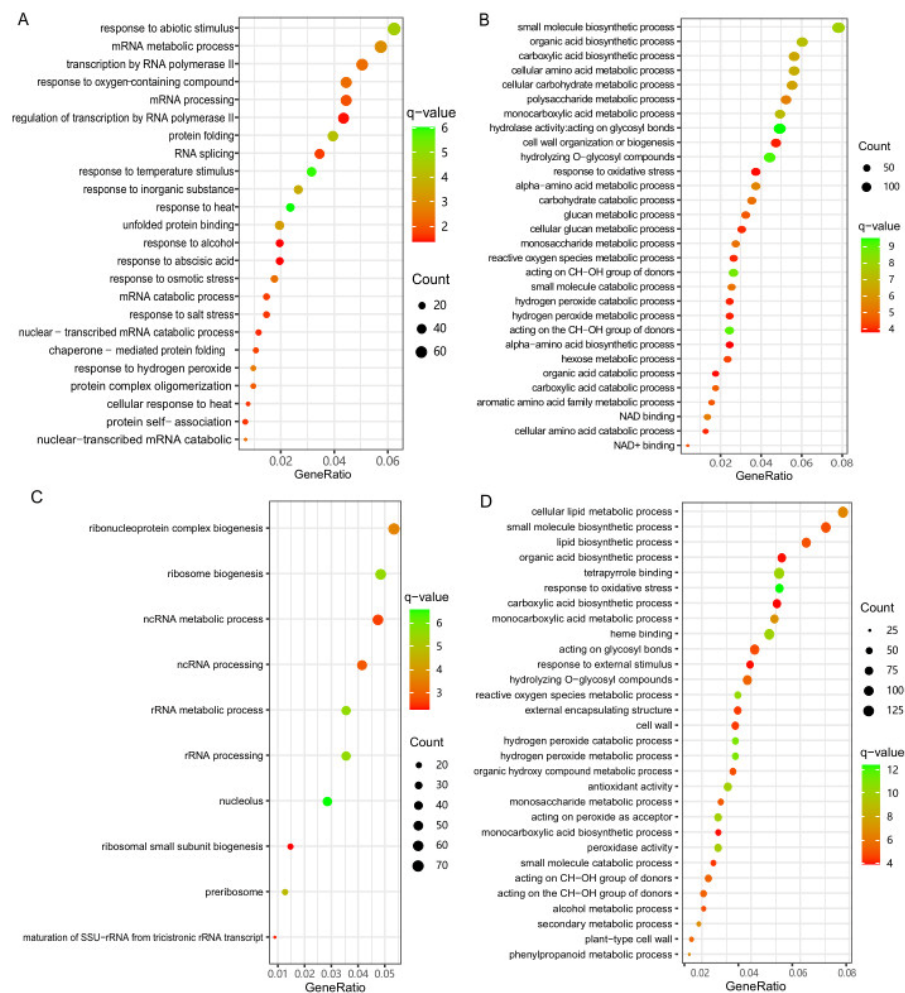 A
response to abiotic stimulus
mRNA metabolic process
transcription by RNA polymerase II
response to oxygen-containing compound
mRNA processing
regulation of transcription by RNA polymerase II
protein folding
RNA splicing
response to temperature stimulus
response to inorganic substance
response to heat
unfolded protein binding
response to alcohol
response to abscisic acid
response to osmotic stress
mRNA catabolic process
response to salt stress
nuclear – transcribed mRNA catabolic process
chaperone – mediated protein folding
response to hydrogen peroxide
protein complex oligomerization
cellular response to heat
protein self- association
nuclear-transcribed mRNA catabolic
0.02 0.04 0.06
GeneRatio
q-value
6
5
4
3
2
Count
20
40
60
B
small molecule biosynthetic process
organic acid biosynthetic process
carboxylic acid biosynthetic process
cellular amino acid metabolic process
cellular carbohydrate metabolic process
polysaccharide metabolic process
monocarboxylic acid metabolic process
hydrolase activity:acting on glycosyl bonds
cell wall organization or biogenesis
hydrolyzing O-glycosyl compounds
response to oxidative stress
alpha-amino acid metabolic process
carbohydrate catabolic process
glucan metabolic process
cellular glucan metabolic process
monosaccharide metabolic process
reactive oxygen species metabolic process
acting on CH-OH group of donors
small molecule catabolic process
hydrogen peroxide catabolic process
hydrogen peroxide metabolic process
acting on the CH-OH group of donors
alpha-amino acid biosynthetic process
hexose metabolic process
organic acid catabolic process
carboxylic acid catabolic process
aromatic amino acid family metabolic process
NAD binding
cellular amino acid catabolic process
NAD+ binding
0.02 0.04 0.06 0.08
GeneRatio
Count
50
100
q-value
9
8
7
6
5
4
C
ribonucleoprotein complex biogenesis
ribosome biogenesis
ncRNA metabolic process
ncRNA processing
rRNA metabolic process
rRNA processing
nucleolus
ribosomal small subunit biogenesis
preribosome
maturation of SSU-rRNA from tricistronic rRNA transcript
0.01 0.02 0.03 0.04 0.05
GeneRatio
q-value
6
5
4
3
Count
20
30
40
50
60
70
D
cellular lipid metabolic process
small molecule biosynthetic process
lipid biosynthetic process
organic acid biosynthetic process
tetrapyrrole binding
response to oxidative stress
carboxylic acid biosynthetic process
monocarboxylic acid metabolic process
heme binding
acting on glycosyl bonds
response to external stimulus
hydrolyzing O-glycosyl compounds
reactive oxygen species metabolic process
external encapsulating structure
cell wall
hydrogen peroxide catabolic process
hydrogen peroxide metabolic process
organic hydroxy compound metabolic process
antioxidant activity
monosaccharide metabolic process
acting on peroxide as acceptor
monocarboxylic acid biosynthetic process
peroxidase activity
small molecule catabolic process
acting on CH-OH group of donors
acting on the CH-OH group of donors
alcohol metabolic process
secondary metabolic process
plant-type cell wall
phenylpropanoid metabolic process
0.02 0.04 0.06 0.08
GeneRatio
Count
25
50
75
100
125
q-value
12
10
8
6
4